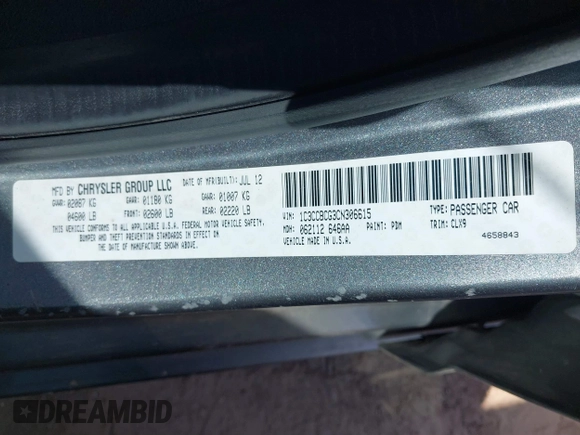 MFD BY CHRYSLER GROUP LLC DATE OF MFR(BUILT): JUL 12
GVWR: 02087 KG GAWR: 01180 KG GAWR: 01007 KG
04600 LB FRONT: 02600 LB REAR: 02220 LB
THIS VEHICLE CONFORMS TO ALL APPLICABLE U.S.A. FEDERAL MOTOR VEHICLE SAFETY,
BUMPER AND THEFT PREVENTION STANDARDS IN EFFECT ON
THE DATE OF MANUFACTURE SHOWN ABOVE.
VIN: 1C3CCBCG3CN306615 TYPE: PASSENGER CAR
MDH: 062112 646AA PAINT: PDM TRIM: CLX9
MADE IN U.S.A. 4658843
DREAMBID